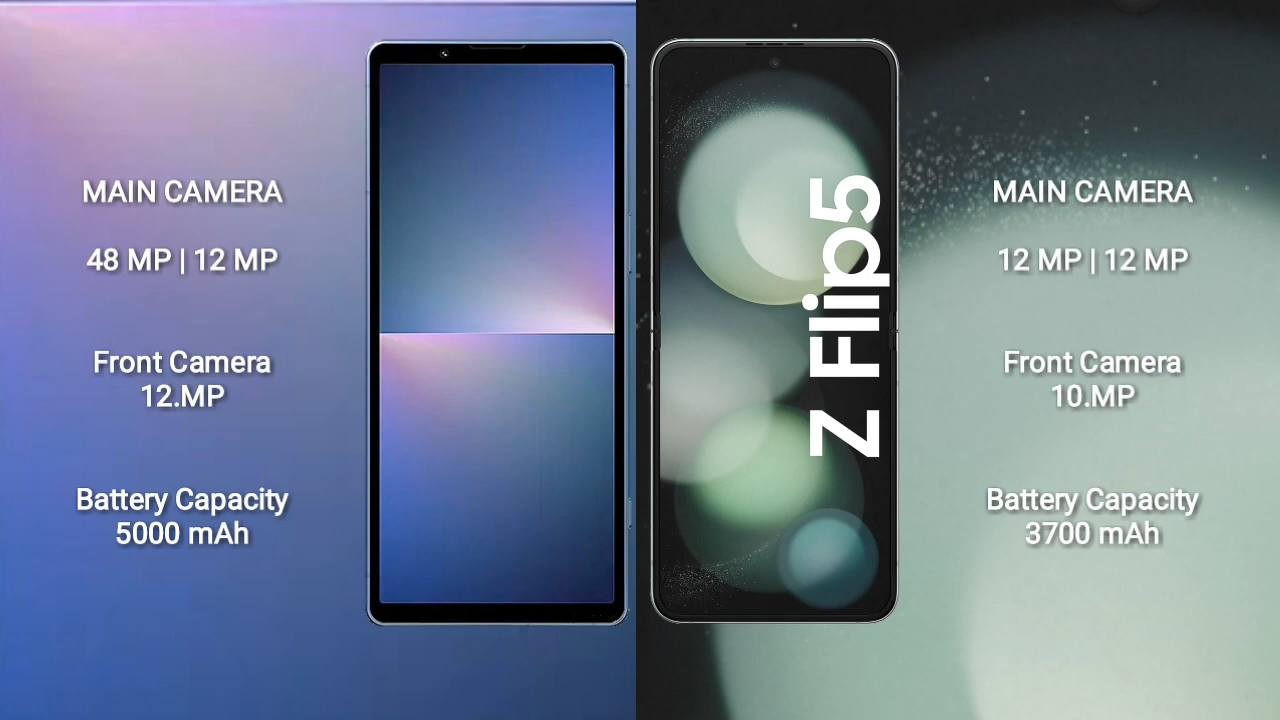 MAIN CAMERA
48 MP | 12 MP
Front Camera
12.MP
Battery Capacity
5000 mAh
Z Flip5
MAIN CAMERA
12 MP | 12 MP
Front Camera
10.MP
Battery Capacity
3700 mAh